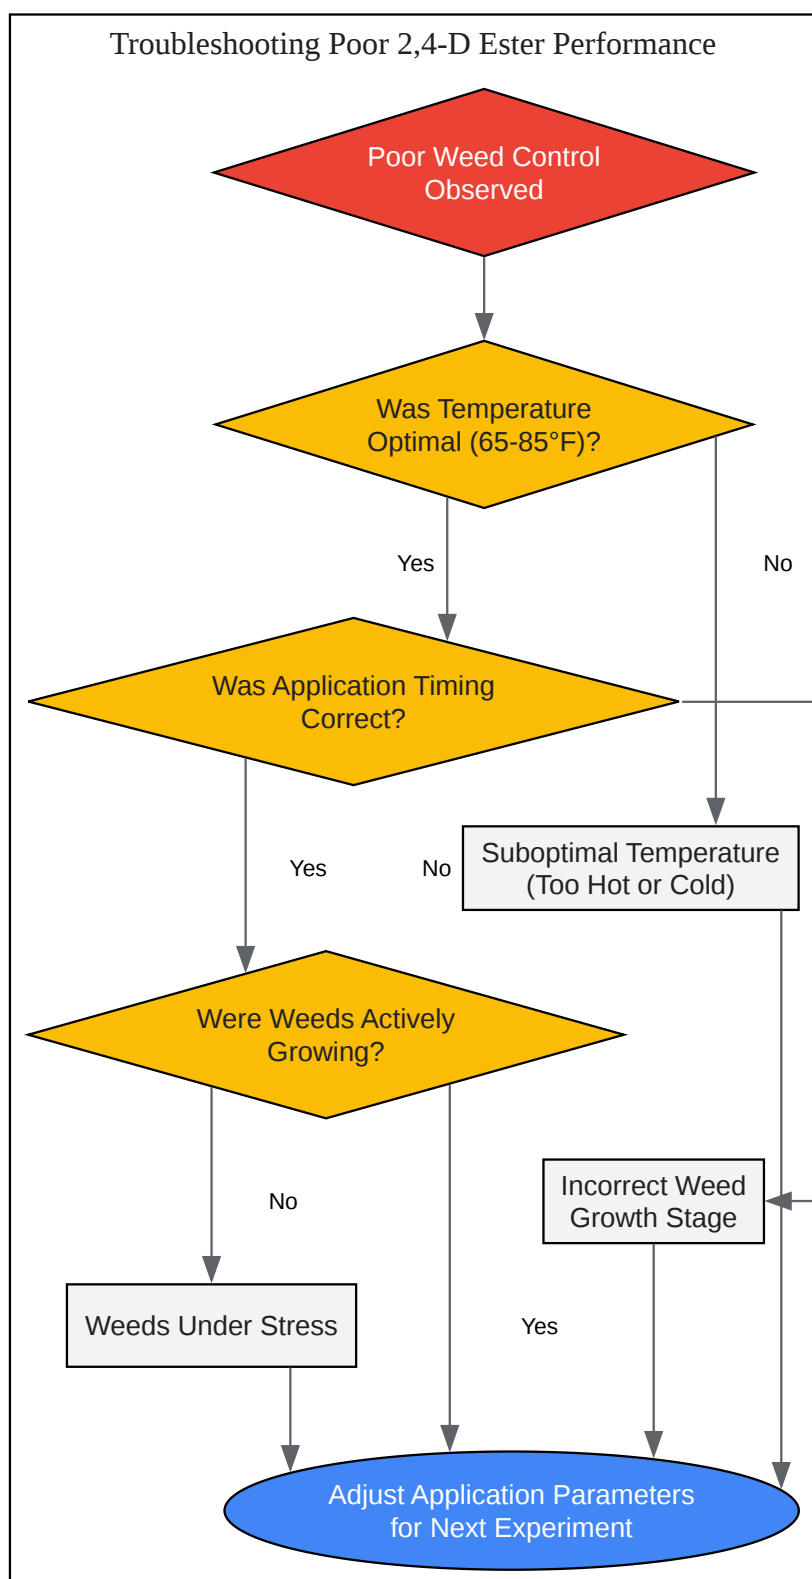 Troubleshooting Poor 2,4-D Ester Performance
Poor Weed Control
Observed
Was Temperature
Optimal (65-85°F)?
Yes
No
Was Application Timing
Correct?
Yes
No
Suboptimal Temperature
(Too Hot or Cold)
Were Weeds Actively
Growing?
No
Incorrect Weed
Growth Stage
Weeds Under Stress
Yes
Adjust Application Parameters
for Next Experiment